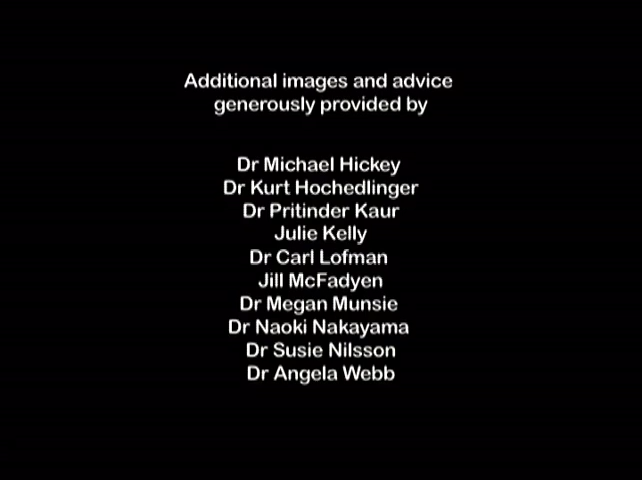 Additional images and advice
generously provided by
Dr Michael Hickey
Dr Kurt Hochedlinger
Dr Pritinder Kaur
Julie Kelly
Dr Carl Lofman
Jill McFadyen
Dr Megan Munsie
Dr Naoki Nakayama
Dr Susie Nilsson
Dr Angela Webb